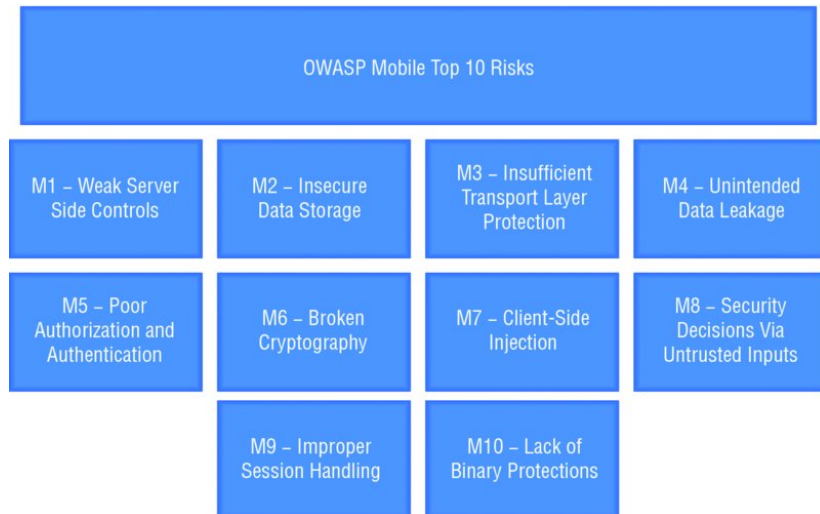 OWASP Mobile Top 10 Risks
M1 – Weak Server
Side Controls
M2 – Insecure
Data Storage
M3 – Insufficient
Transport Layer
Protection
M4 – Unintended
Data Leakage
M5 – Poor
Authorization and
Authentication
M6 – Broken
Cryptography
M7 – Client-Side
Injection
M8 – Security
Decisions Via
Untrusted Inputs
M9 – Improper
Session Handling
M10 – Lack of
Binary Protections